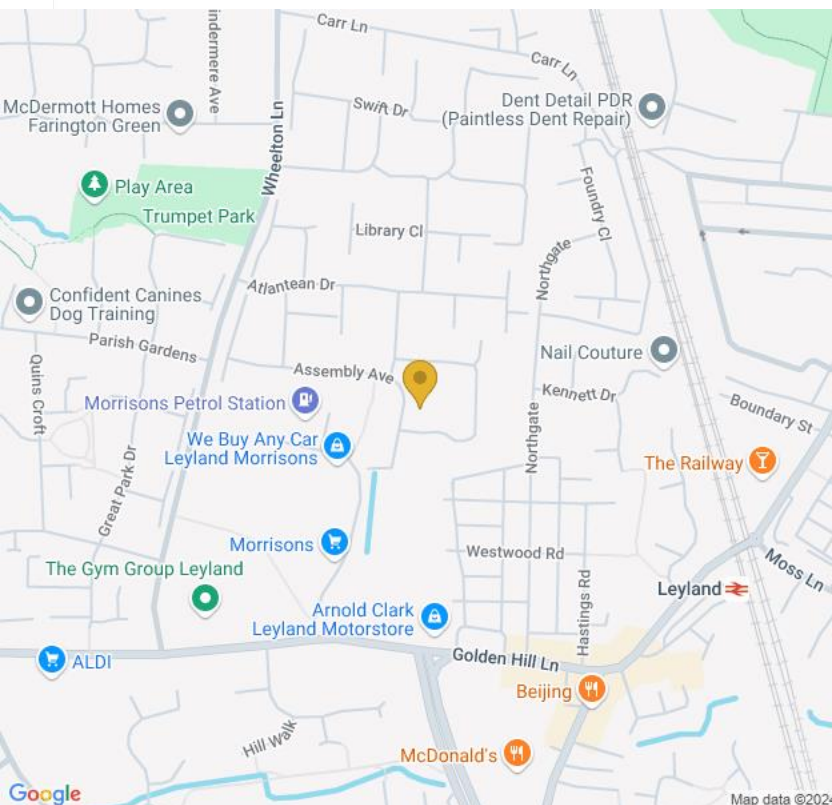 indermere Ave
Carr Ln
Carr Ln
McDermott Homes
Farington Green
Wheelton Ln
Swift Dr
Dent Detail PDR
(Paintless Dent Repair)
Play Area
Trumpet Park
Foundry Cl
Library Cl
Northgate
Atlantean Dr
Confident Canines
Dog Training
Parish Gardens
Nail Couture
Quins Croft
Assembly Ave
Morrisons Petrol Station
Kennett Dr
Boundary St
We Buy Any Car
Leyland Morrisons
Northgate
The Railway
Great Park Dr
Morrisons
Westwood Rd
Moss Ln
The Gym Group Leyland
Hastings Rd
Leyland
Arnold Clark
Leyland Motorstore
ALDI
Golden Hill Ln
Beijing
Hill Walk
McDonald's
Google
Map data ©2024